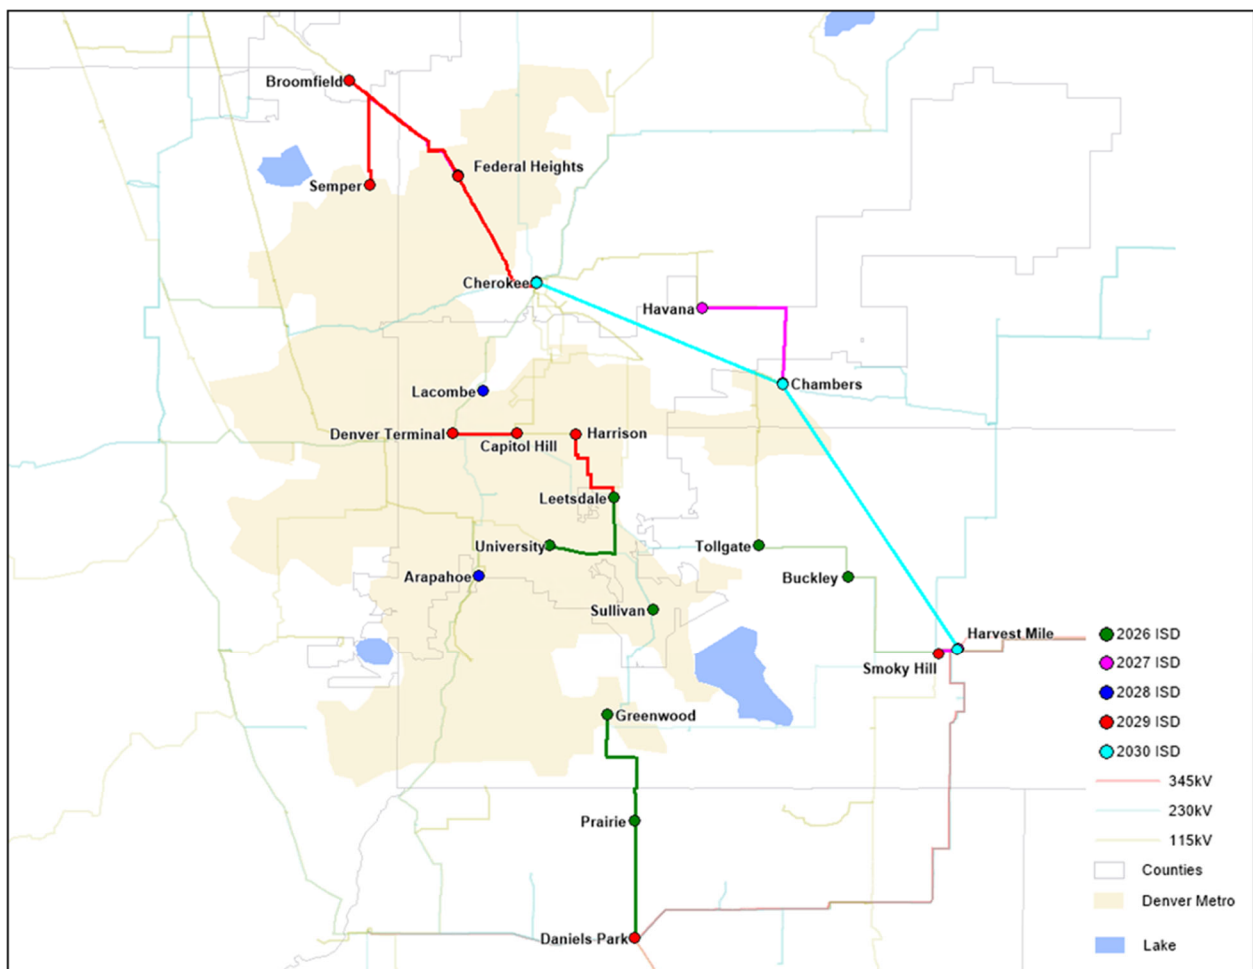 Broomfield
Federal Heights
Semper
Cherokee
Havana
Chambers
Lacombe
Denver Terminal
Capitol Hill
Harrison
Leetsdale
University
Tollgate
Arapahoe
Buckley
Sullivan
Harvest Mile
Smoky Hill
Greenwood
Prairie
Daniels Park
2026 ISD
2027 ISD
2028 ISD
2029 ISD
2030 ISD
345kV
230kV
115kV
Counties
Denver Metro
Lake